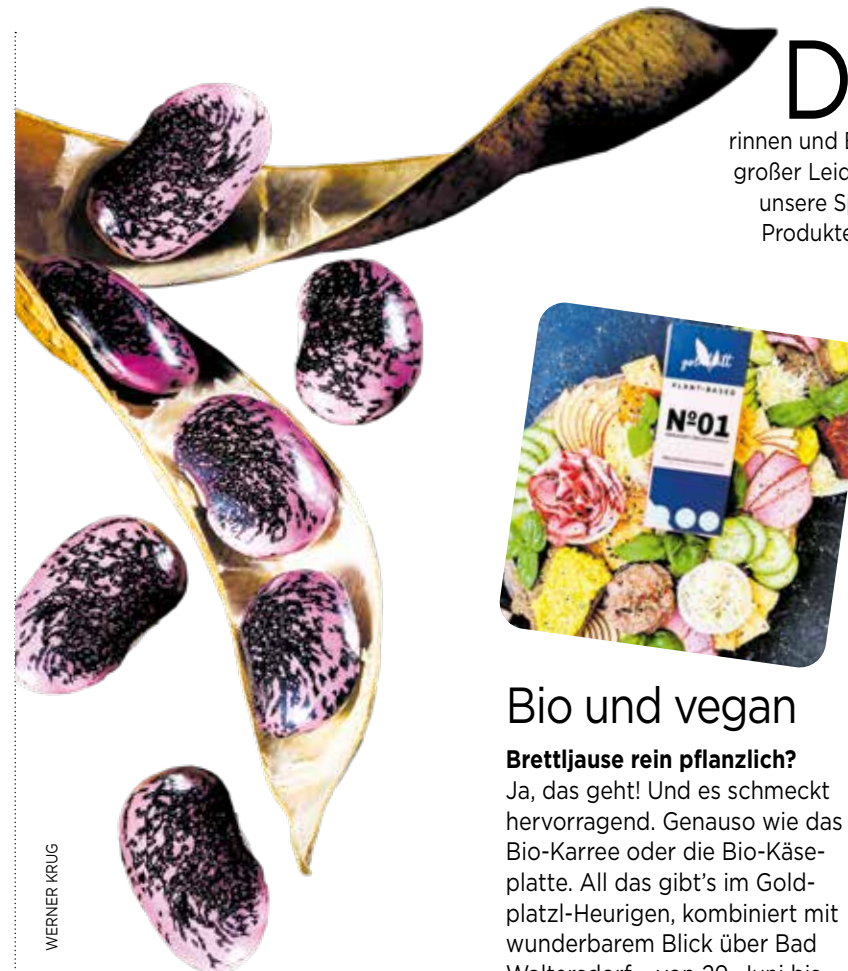 D
rinnen und
großer
unsere
Produkte
PLANT-BASED
Nº01
Bio und vegan
Brettljause rein pflanzlich?
Ja, das geht! Und es schmeckt
hervorragend. Genauso wie das
Bio-Karree oder die Bio-Käse-
platte. All das gibt’s im Gold-
platzl-Heurigen, kombiniert mit
wunderbarem Blick über Bad
WERNER KRUG